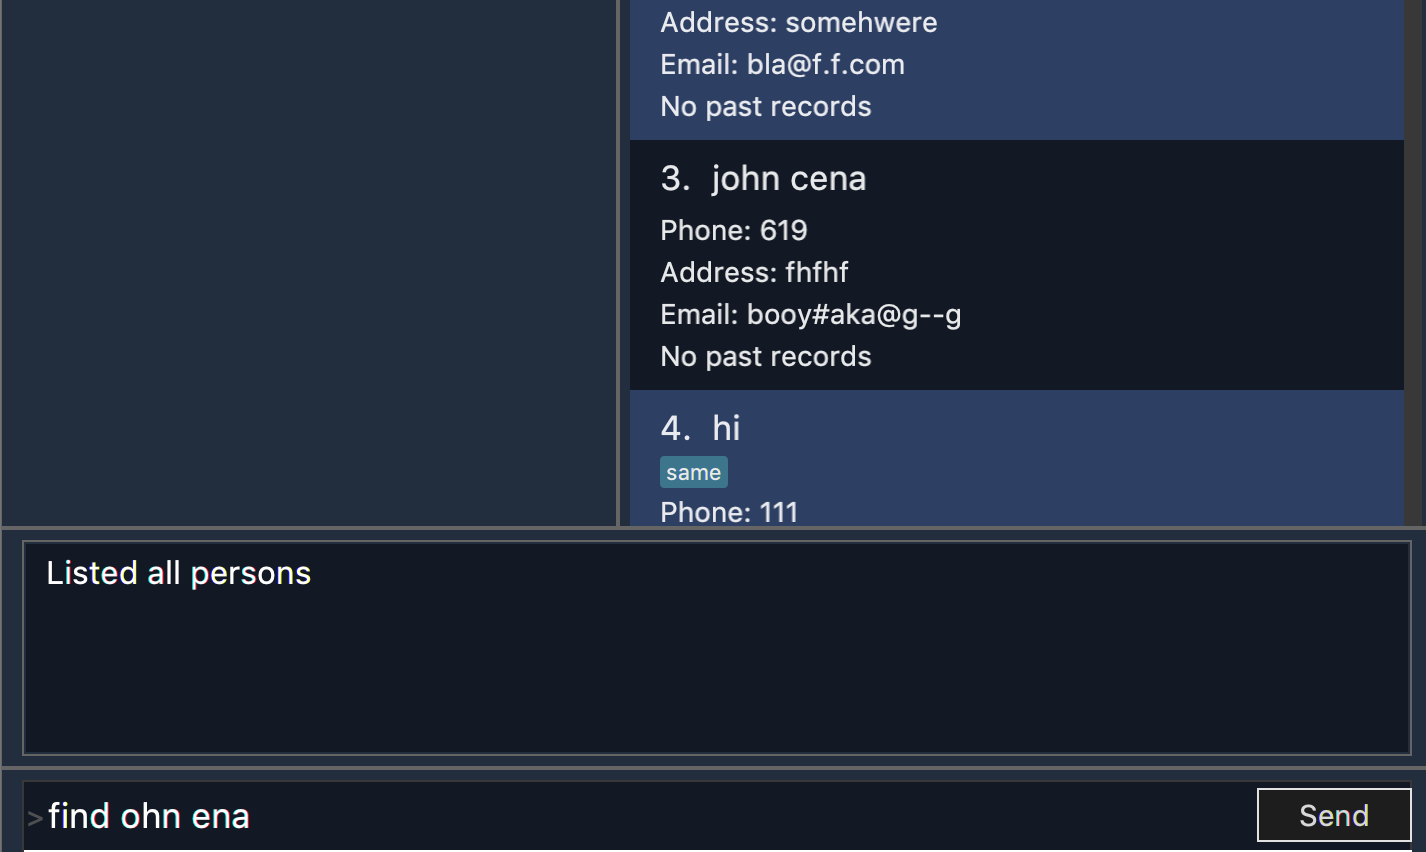 Address: somehwere
Email: bla@f.f.com
No past records
3. john cena
Phone: 619
Address: fhfhf
Email: booy#aka@g--g
No past records
4. hi
same
Phone: 111
Listed all persons
>find ohn ena
Send